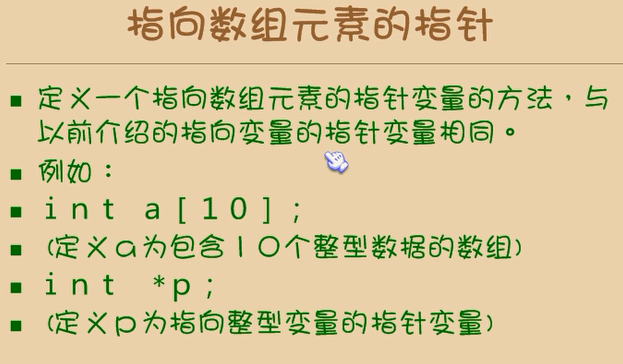 指向数组元素的指针
■ 定义一个指向数组元素的指针变量的方法，与
以前介绍的指向变量的指针变量相同。
■ 例如：
■ ｉｎｔ ａ［１０］；
■ （定义ａ为包含１０个整型数据的数组）
■ ｉｎｔ *ｐ；
■ （定义ｐ为指向整型变量的指针变量）